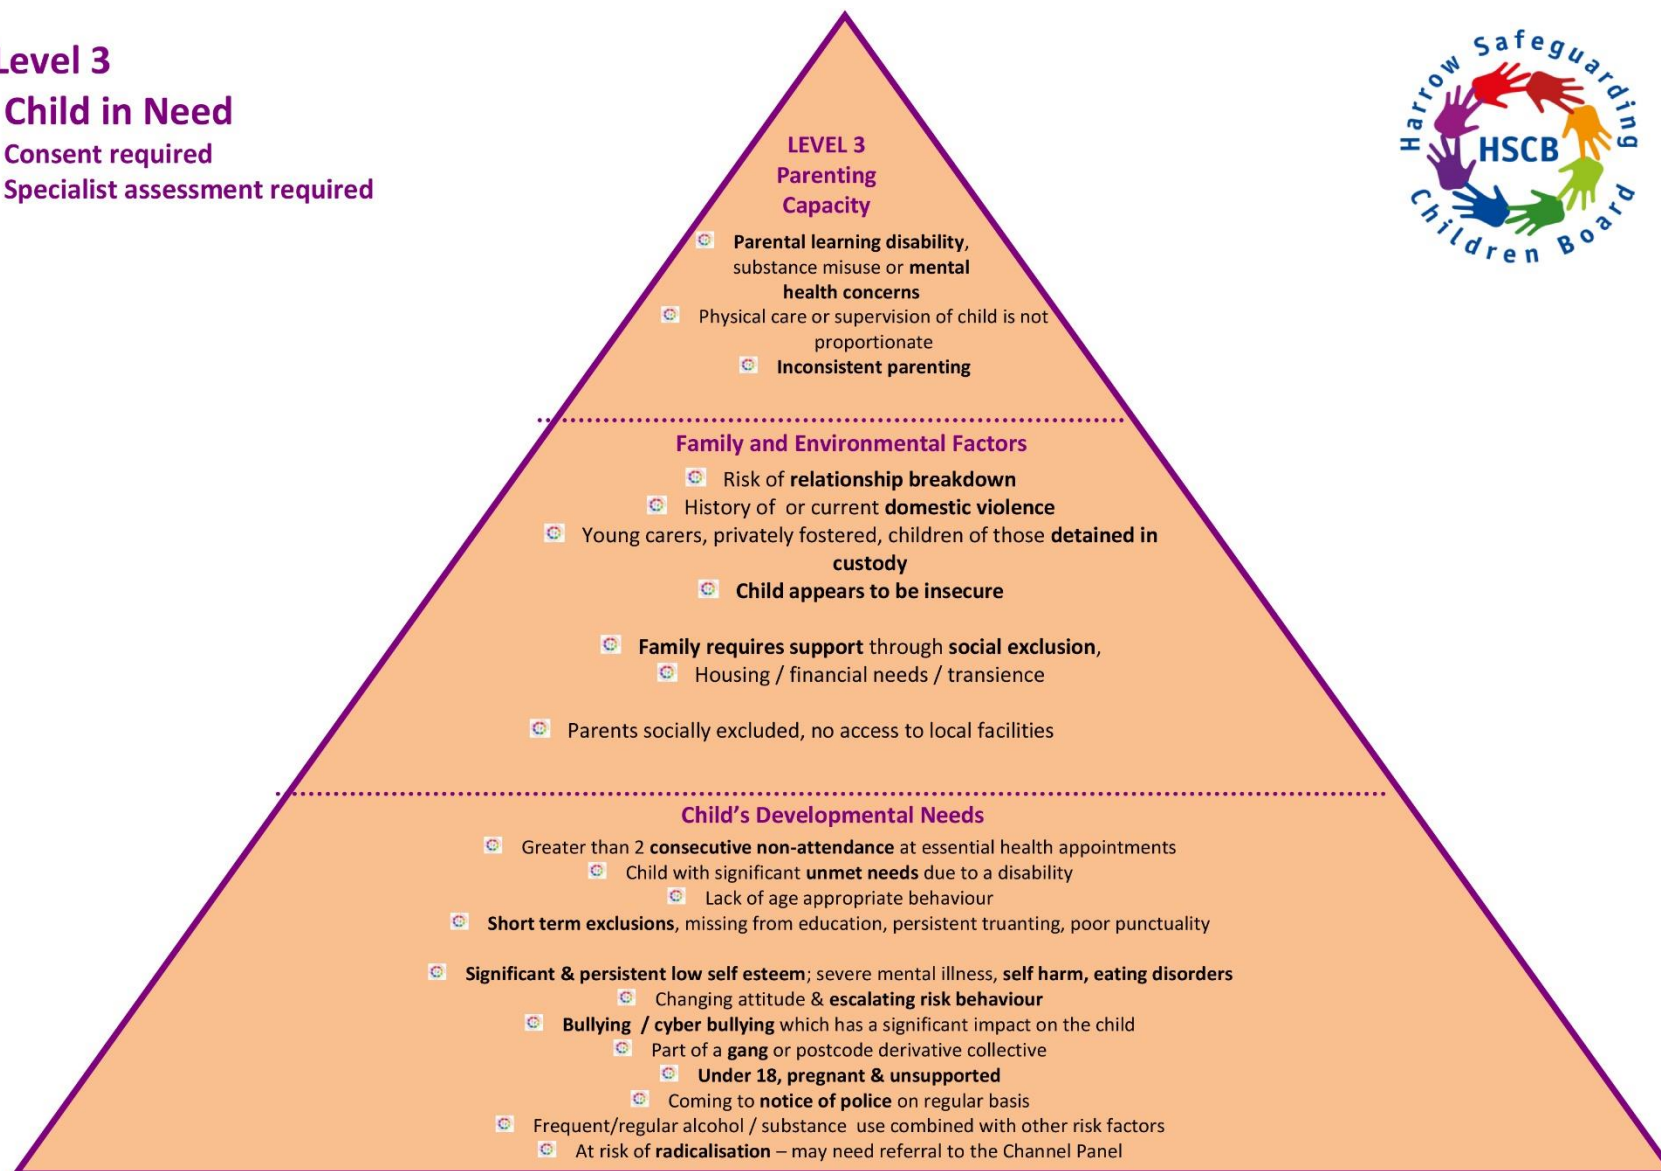 Level 3
Child in Need
Consent required
Specialist assessment required
Harrow Safeguarding
HSCB
Children Board
LEVEL 3
Parenting
Capacity
Parental learning disability,
substance misuse or mental
health concerns
Physical care or supervision of child is not
proportionate
Inconsistent parenting
Family and Environmental Factors
Risk of relationship breakdown
History of or current domestic violence
Young carers, privately fostered, children of those detained in
custody
Child appears to be insecure
Family requires support through social exclusion,
Housing / financial needs / transience
Parents socially excluded, no access to local facilities
Child’s Developmental Needs
Greater than 2 consecutive non-attendance at essential health appointments
Child with significant unmet needs due to a disability
Lack of age appropriate behaviour
Short term exclusions, missing from education, persistent truanting, poor punctuality
Significant & persistent low self esteem; severe mental illness, self harm, eating disorders
Changing attitude & escalating risk behaviour
Bullying / cyber bullying which has a significant impact on the child
Part of a gang or postcode derivative collective
Under 18, pregnant & unsupported
Coming to notice of police on regular basis
Frequent/regular alcohol / substance use combined with other risk factors
At risk of radicalisation – may need referral to the Channel Panel